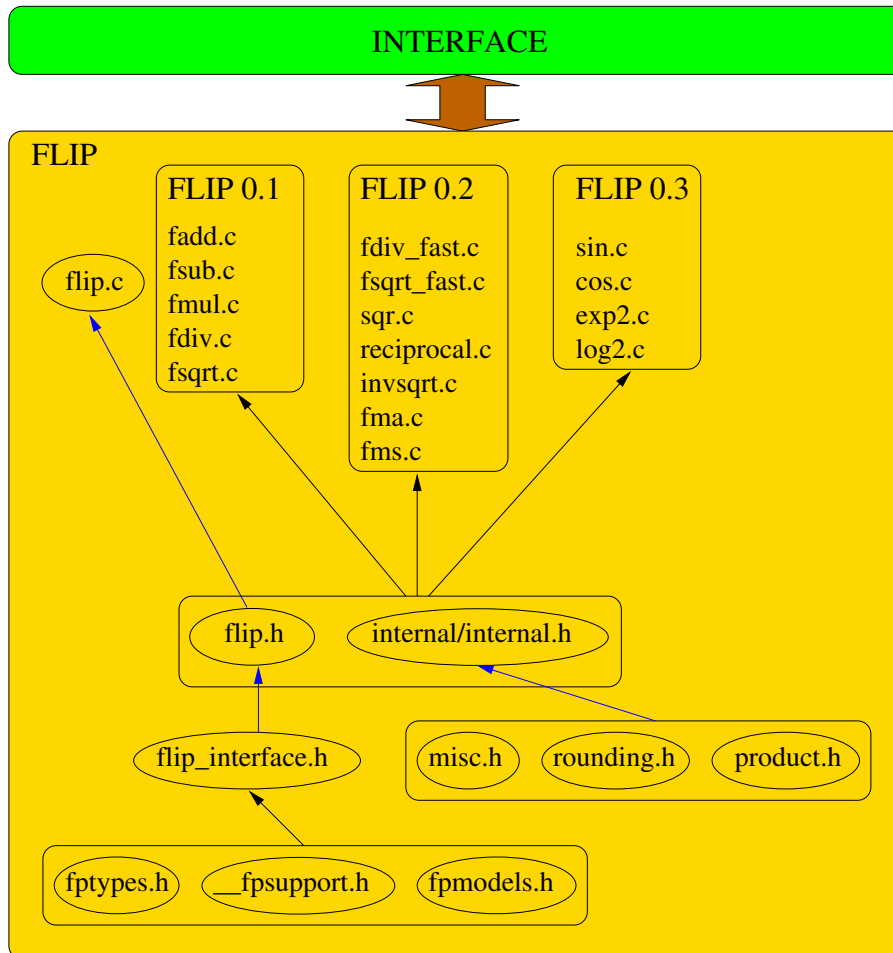 INTERFACE
FLIP
FLIP 0.1
fadd.c
fsub.c
fmul.c
fdiv.c
fsqrt.c
FLIP 0.2
fdiv_fast.c
fsqrt_fast.c
sqr.c
reciprocal.c
invsqrt.c
fma.c
fms.c
FLIP 0.3
sin.c
cos.c
exp2.c
log2.c
flip.c
flip.h
internal/internal.h
flip_interface.h
misc.h
rounding.h
product.h
fptypes.h
__fpsupport.h
fpmodels.h